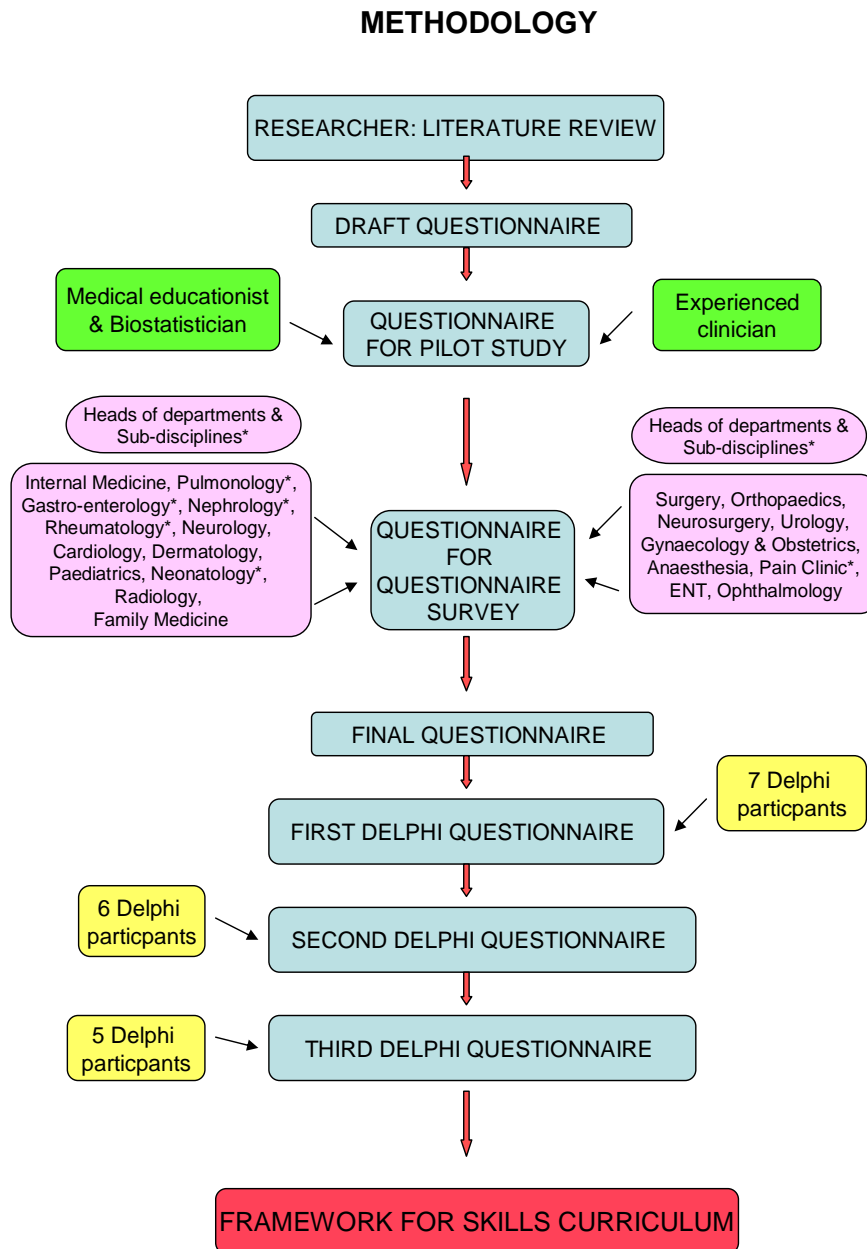 METHODOLOGY
RESEARCHER: LITERATURE REVIEW
DRAFT QUESTIONNAIRE
Medical educationist
& Biostatistician
QUESTIONNAIRE
FOR PILOT STUDY
Experienced
clinician
Heads of departments &
Sub-disciplines*
Internal Medicine, Pulmonology*,
Gastro-enterology*, Nephrology*,
Rheumatology*, Neurology,
Cardiology, Dermatology,
Paediatrics, Neonatology*,
Radiology,
Family Medicine
QUESTIONNAIRE
FOR
QUESTIONNAIRE
SURVEY
Heads of departments &
Sub-disciplines*
Surgery, Orthopaedics,
Neurosurgery, Urology,
Gynaecology & Obstetrics,
Anaesthesia, Pain Clinic*,
ENT, Ophthalmology
FINAL QUESTIONNAIRE
7 Delphi
particpants
FIRST DELPHI QUESTIONNAIRE
6 Delphi
particpants
SECOND DELPHI QUESTIONNAIRE
5 Delphi
particpants
THIRD DELPHI QUESTIONNAIRE
FRAMEWORK FOR SKILLS CURRICULUM